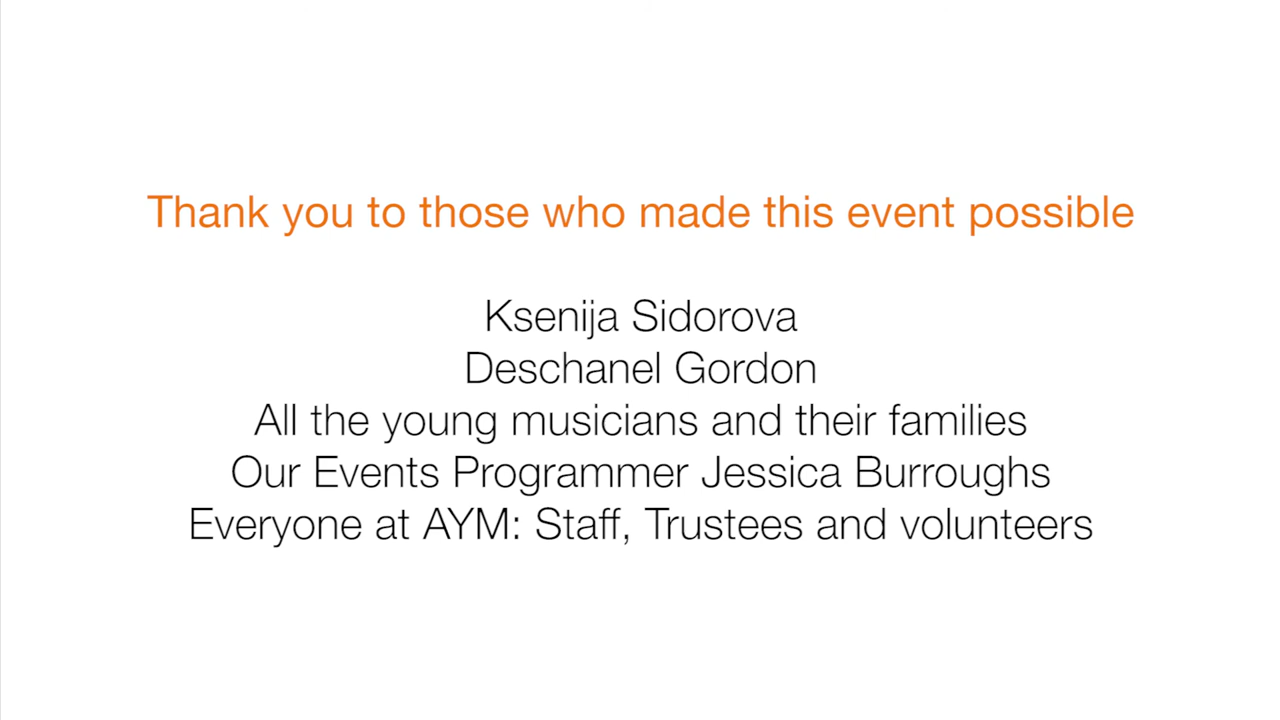 Thank you to those who made this event possible
Ksenija Sidorova
Deschanel Gordon
All the young musicians and their families
Our Events Programmer Jessica Burroughs
Everyone at AYM: Staff, Trustees and volunteers